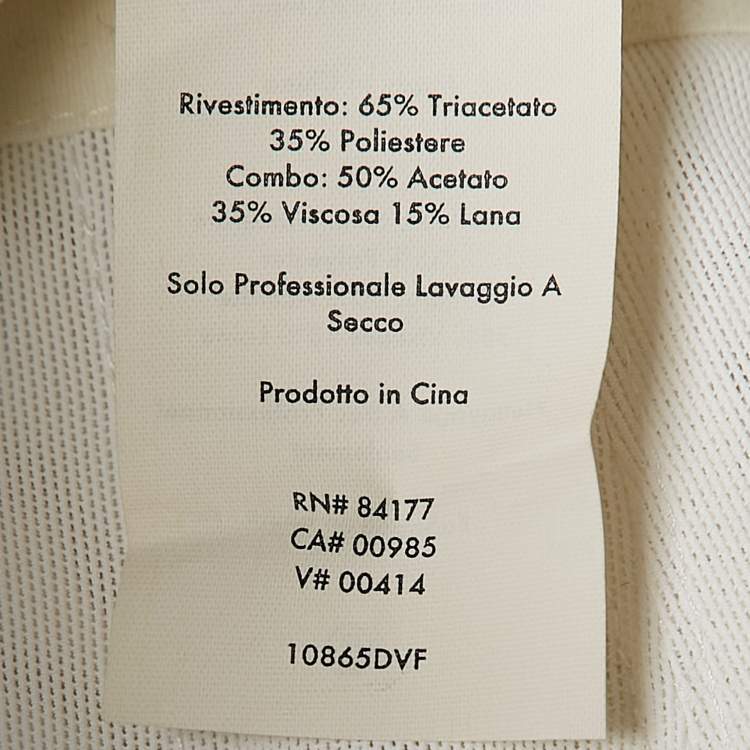 Rivestimento: 65% Triacetato
35% Poliestere
Combo: 50% Acetato
35% Viscosa 15% Lana
Solo Professionale Lavaggio A
Secco
Prodotto in Cina
RN# 84177
CA# 00985
V# 00414
10865DVF